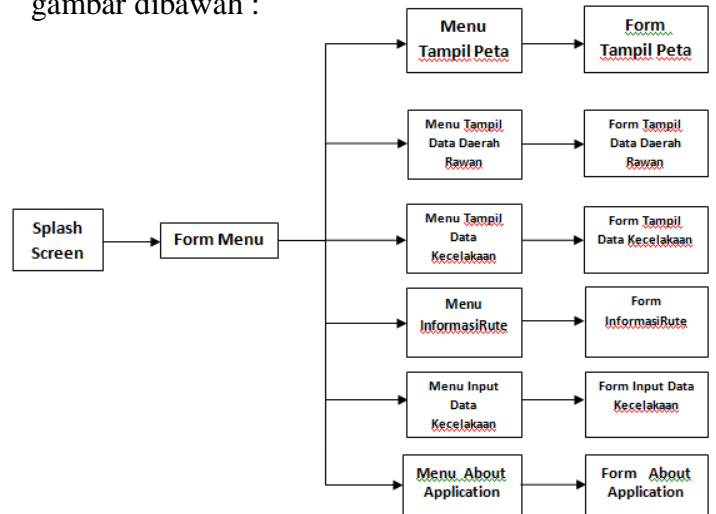 gambar dibawah :
Menu
Tampil Peta
Form
Tampil Peta
Menu Tampil
Data Daerah
Rawan
Form Tampil
Data Daerah
Rawan
Splash
Screen
Form Menu
Menu Tampil
Data
Kecelakaan
Form Tampil
Data Kecelakaan
Menu
InformasiRute
Form
InformasiRute
Menu Input
Data
Kecelakaan
Form Input Data
Kecelakaan
Menu About
Application
Form About
Application